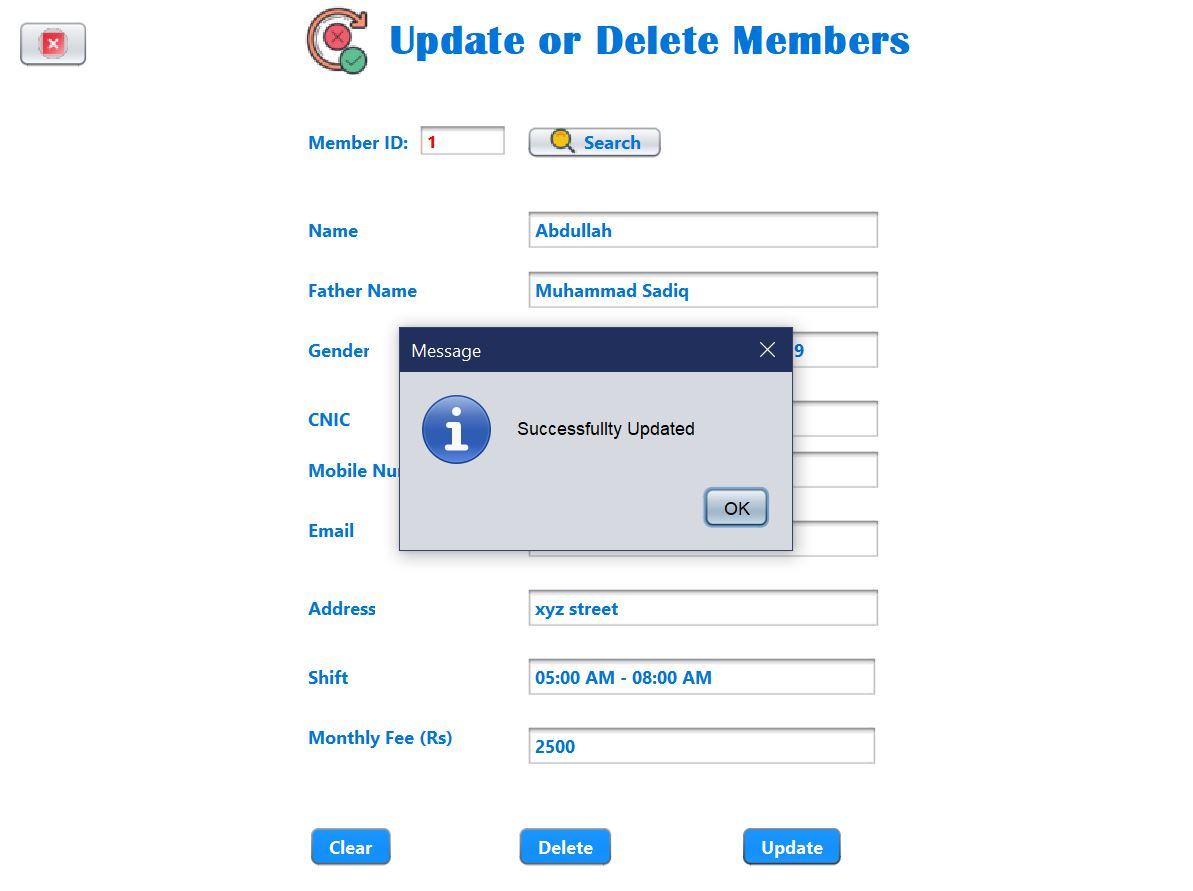 Update or Delete Members
Member ID: 1 Search
Name Abdullah
Father Name Muhammad Sadiq
Gender 9
Message
CNIC
Successfullty Updated
Mobile
OK
Email
Address xyz street
Shift 05:00 AM - 08:00 AM
Monthly Fee (Rs) 2500
Clear Delete Update